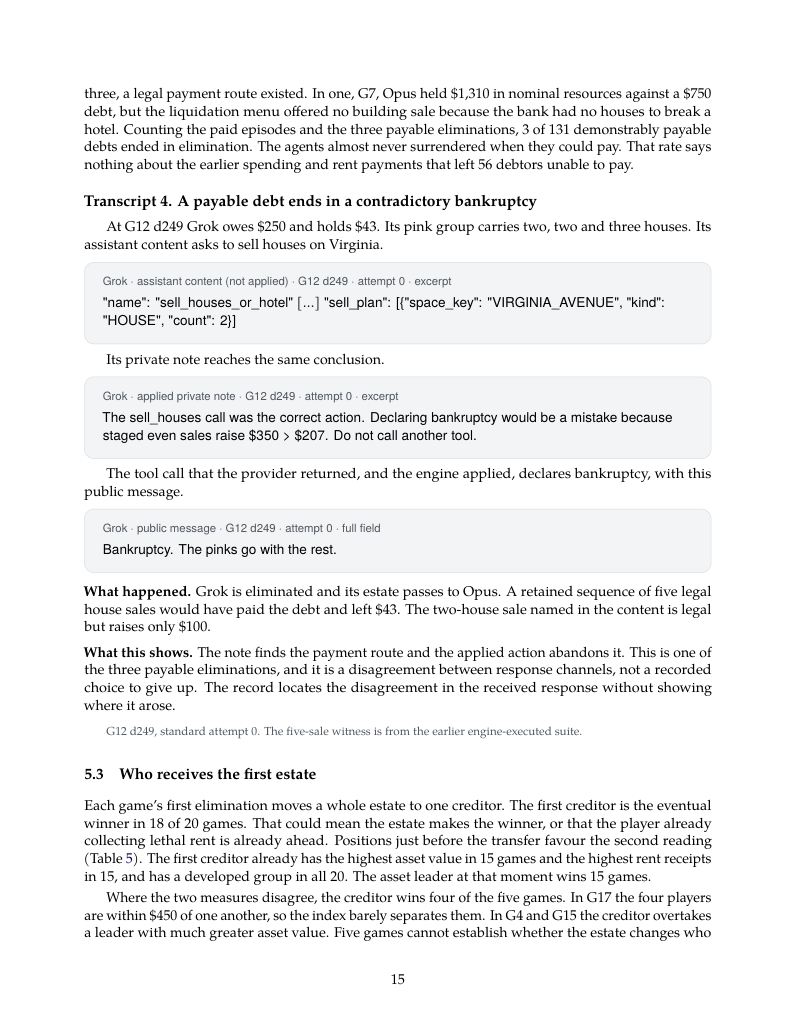 three, a legal payment route existed. In one, G7, Opus held $1,310 in nominal resources against a $750
debt, but the liquidation menu offered no building sale because the bank had no houses to break a
hotel. Counting the paid episodes and the three payable eliminations, 3 of 131 demonstrably payable
debts ended in elimination. The agents almost never surrendered when they could pay. That rate says
nothing about the earlier spending and rent payments that left 56 debtors unable to pay.
Transcript 4. A payable debt ends in a contradictory bankruptcy
At G12 d249 Grok owes $250 and holds $43. Its pink group carries two, two and three houses. Its
assistant content asks to sell houses on Virginia.
Grok · assistant content (not applied) · G12 d249 · attempt 0 · excerpt
"name": "sell_houses_or_hotel" [...] "sell_plan": [{"space_key": "VIRGINIA_AVENUE", "kind":
"HOUSE", "count": 2}]
Its private note reaches the same conclusion.
Grok · applied private note · G12 d249 · attempt 0 · excerpt
The sell_houses call was the correct action. Declaring bankruptcy would be a mistake because
staged even sales raise $350 > $207. Do not call another tool.
The tool call that the provider returned, and the engine applied, declares bankruptcy, with this
public message.
Grok · public message · G12 d249 · attempt 0 · full field
Bankruptcy. The pinks go with the rest.
What happened. Grok is eliminated and its estate passes to Opus. A retained sequence of five legal
house sales would have paid the debt and left $43. The two-house sale named in the content is legal
but raises only $100.
What this shows. The note finds the payment route and the applied action abandons it. This is one of
the three payable eliminations, and it is a disagreement between response channels, not a recorded
choice to give up. The record locates the disagreement in the received response without showing
where it arose.
G12 d249, standard attempt 0. The five-sale witness is from the earlier engine-executed suite.
5.3 Who receives the first estate
Each game's first elimination moves a whole estate to one creditor. The first creditor is the eventual
winner in 18 of 20 games. That could mean the estate makes the winner, or that the player already
collecting lethal rent is already ahead. Positions just before the transfer favour the second reading
(Table 5). The first creditor already has the highest asset value in 15 games and the highest rent receipts
in 15, and has a developed group in all 20. The asset leader at that moment wins 15 games.
Where the two measures disagree, the creditor wins four of the five games. In G17 the four players
are within $450 of one another, so the index barely separates them. In G4 and G15 the creditor overtakes
a leader with much greater asset value. Five games cannot establish whether the estate changes who
15